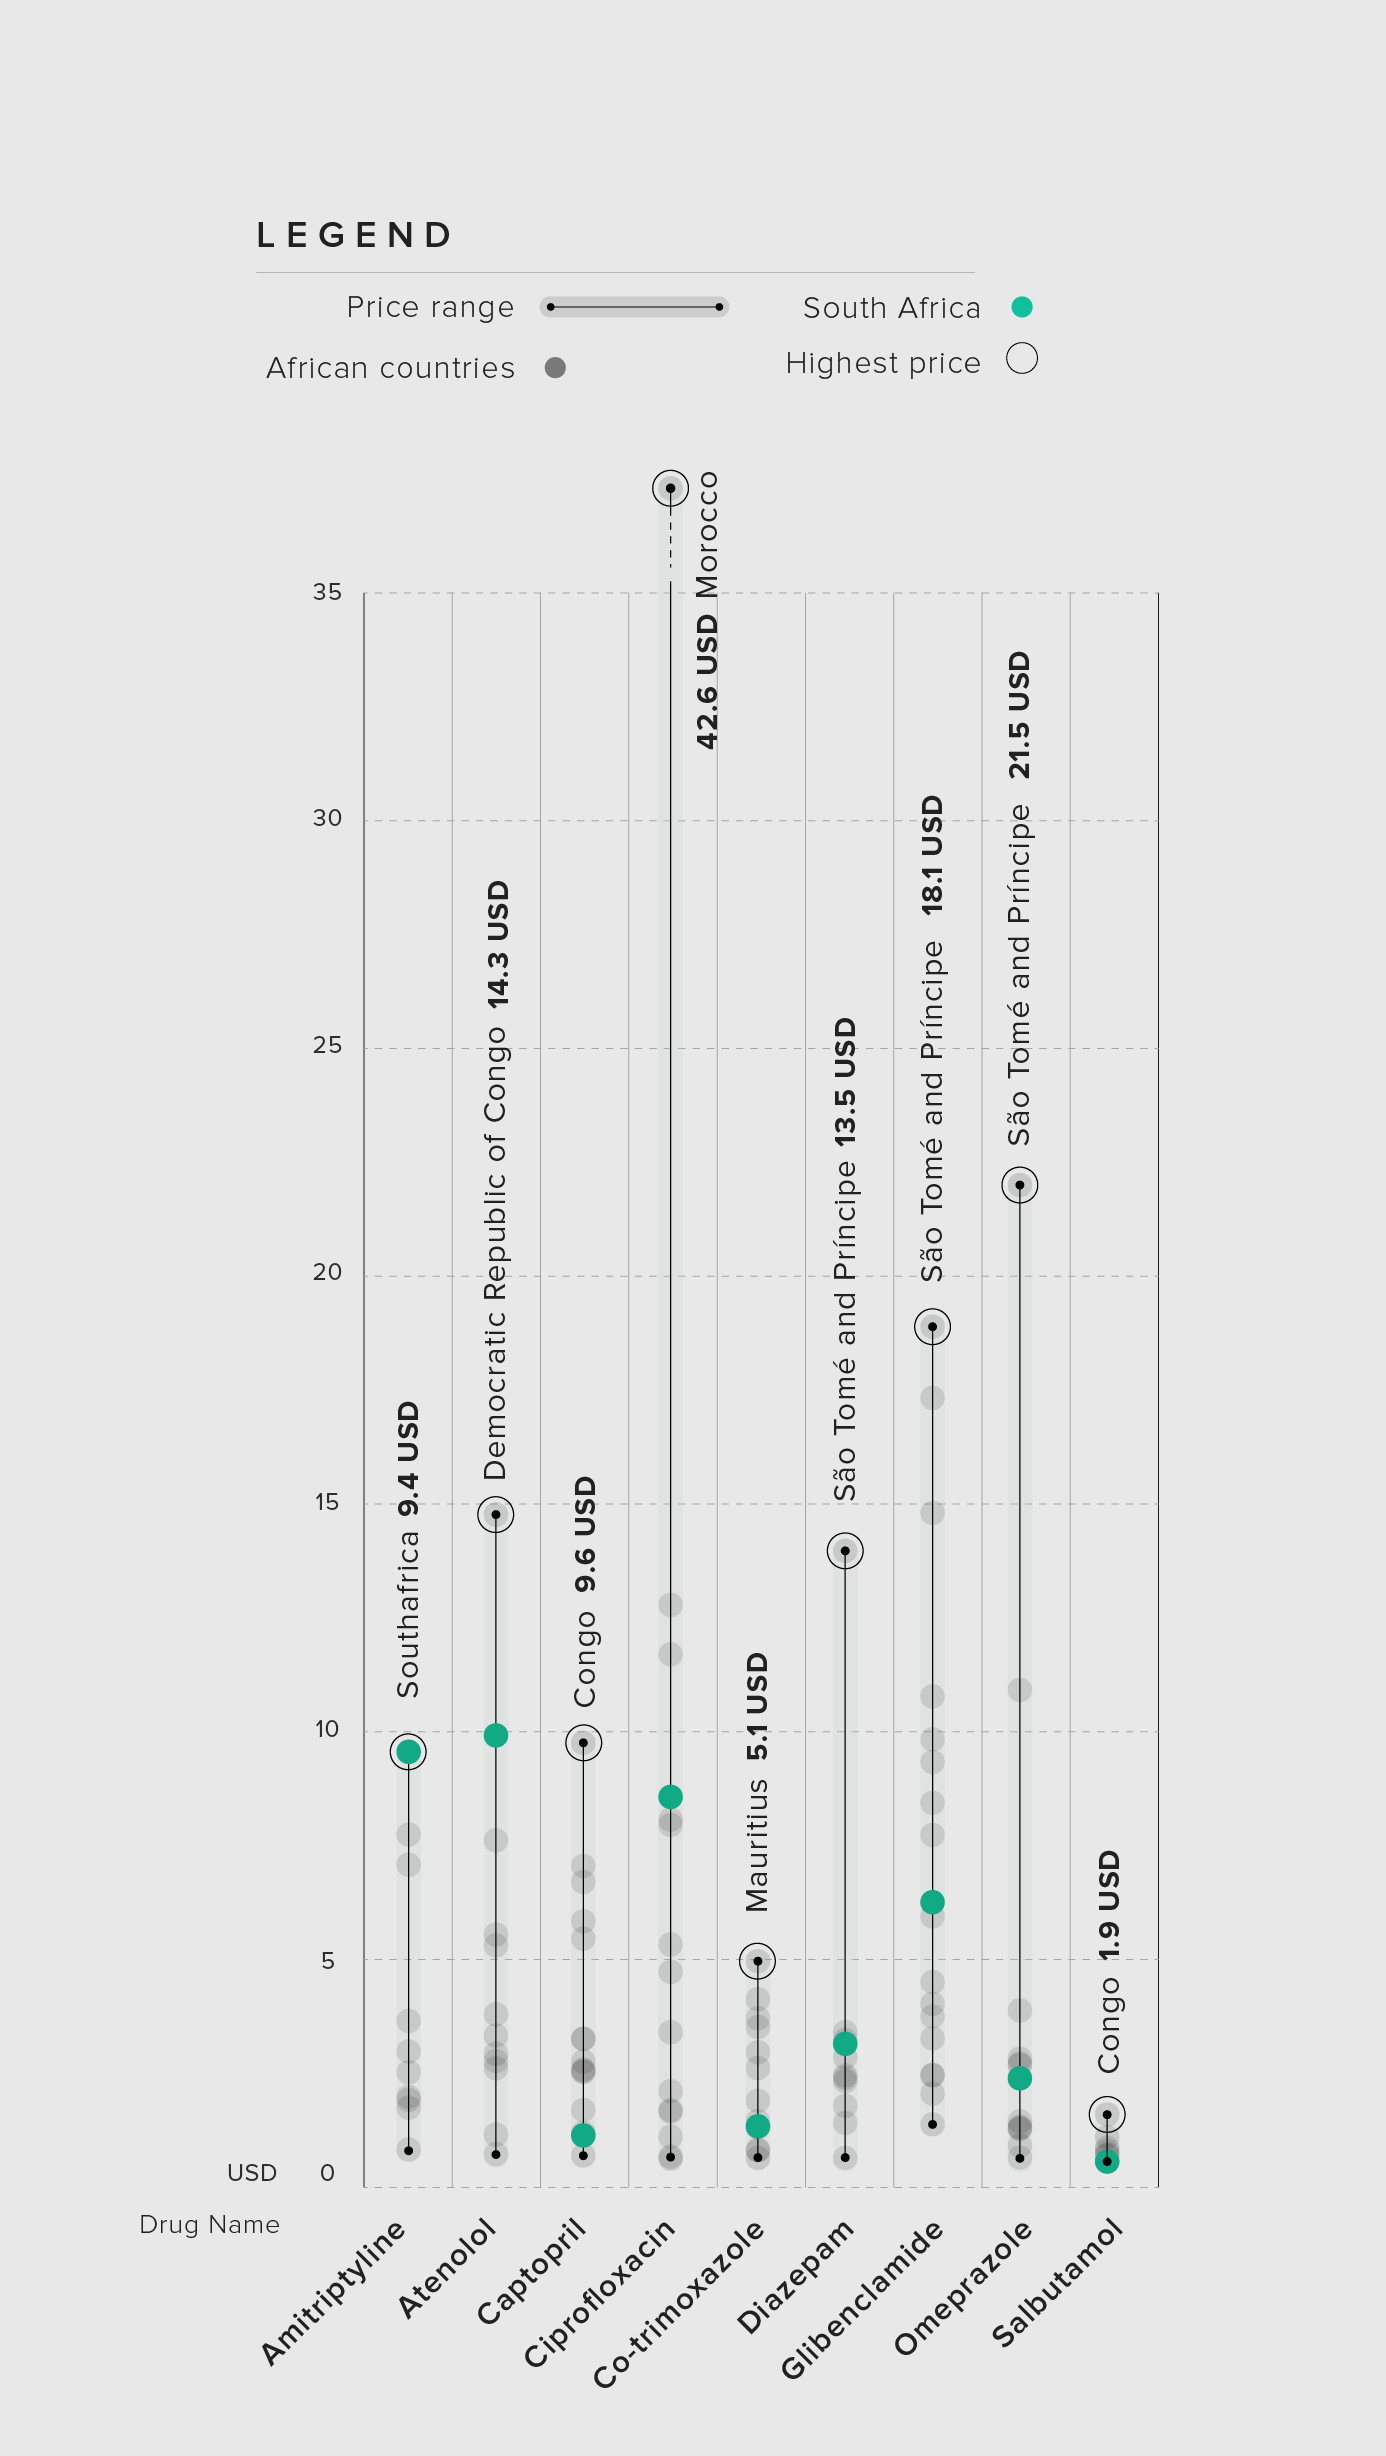 LEGEND
Price range
South Africa
African countries
Highest price
42.6 USD Morocco
35
30
25
20
15
10
5
USD 0
Southafrica 9.4 USD
Democratic Republic of Congo 14.3 USD
Congo 9.6 USD
Mauritius 5.1 USD
São Tomé and Príncipe 13.5 USD
São Tomé and Príncipe 18.1 USD
São Tomé and Príncipe 21.5 USD
Congo 1.9 USD
Drug Name
Amitriptyline
Atenolol
Captopril
Ciprofloxacin
Co-trimoxazole
Diazepam
Glibenclamide
Omeprazole
Salbutamol